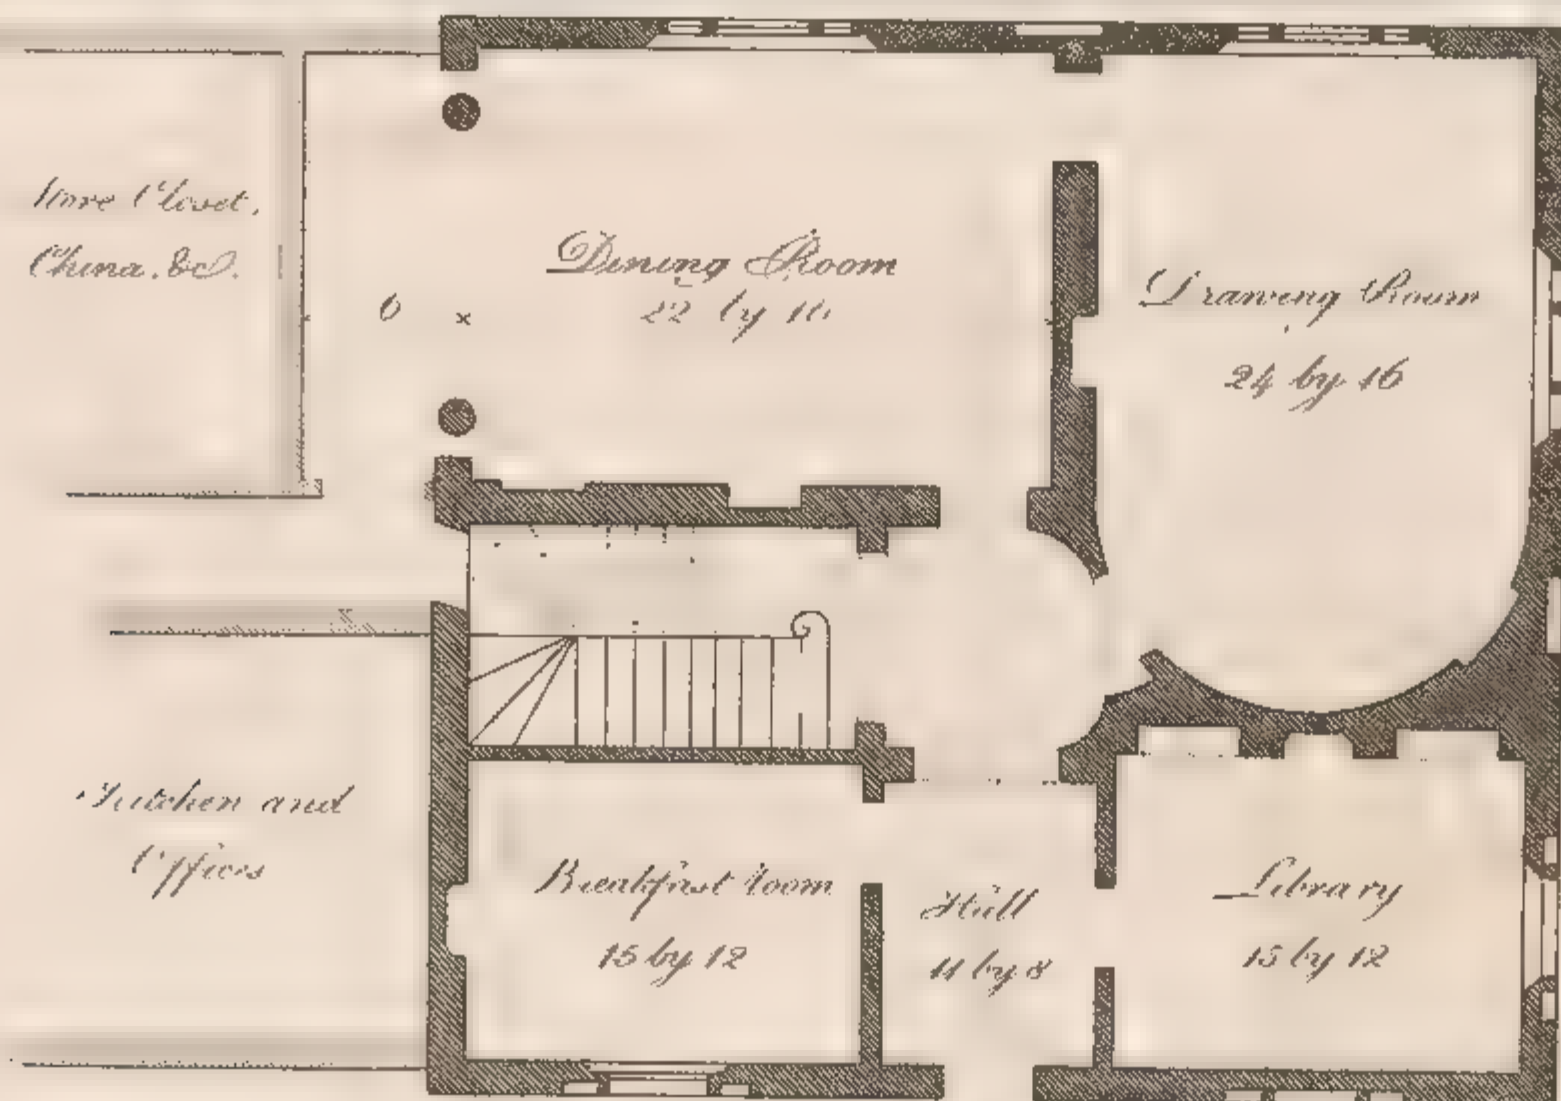 Store Closet,
China. &c.
Dining Room
22 by 16
6 ×
Drawing Room
24 by 16
Kitchen and
Offices
Breakfast room
15 by 12
Hall
11 by 8
Library
15 by 12